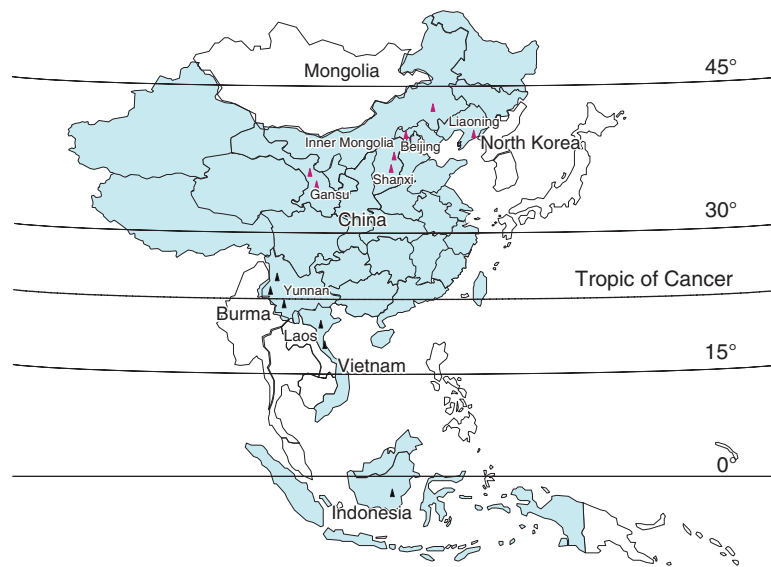 Mongolia
45°
Liaoning
Inner Mongolia
Beijing
North Korea
Shanxi
Gansu
China
30°
Tropic of Cancer
Yunnan
Burma
Laos
15°
Vietnam
0°
Indonesia